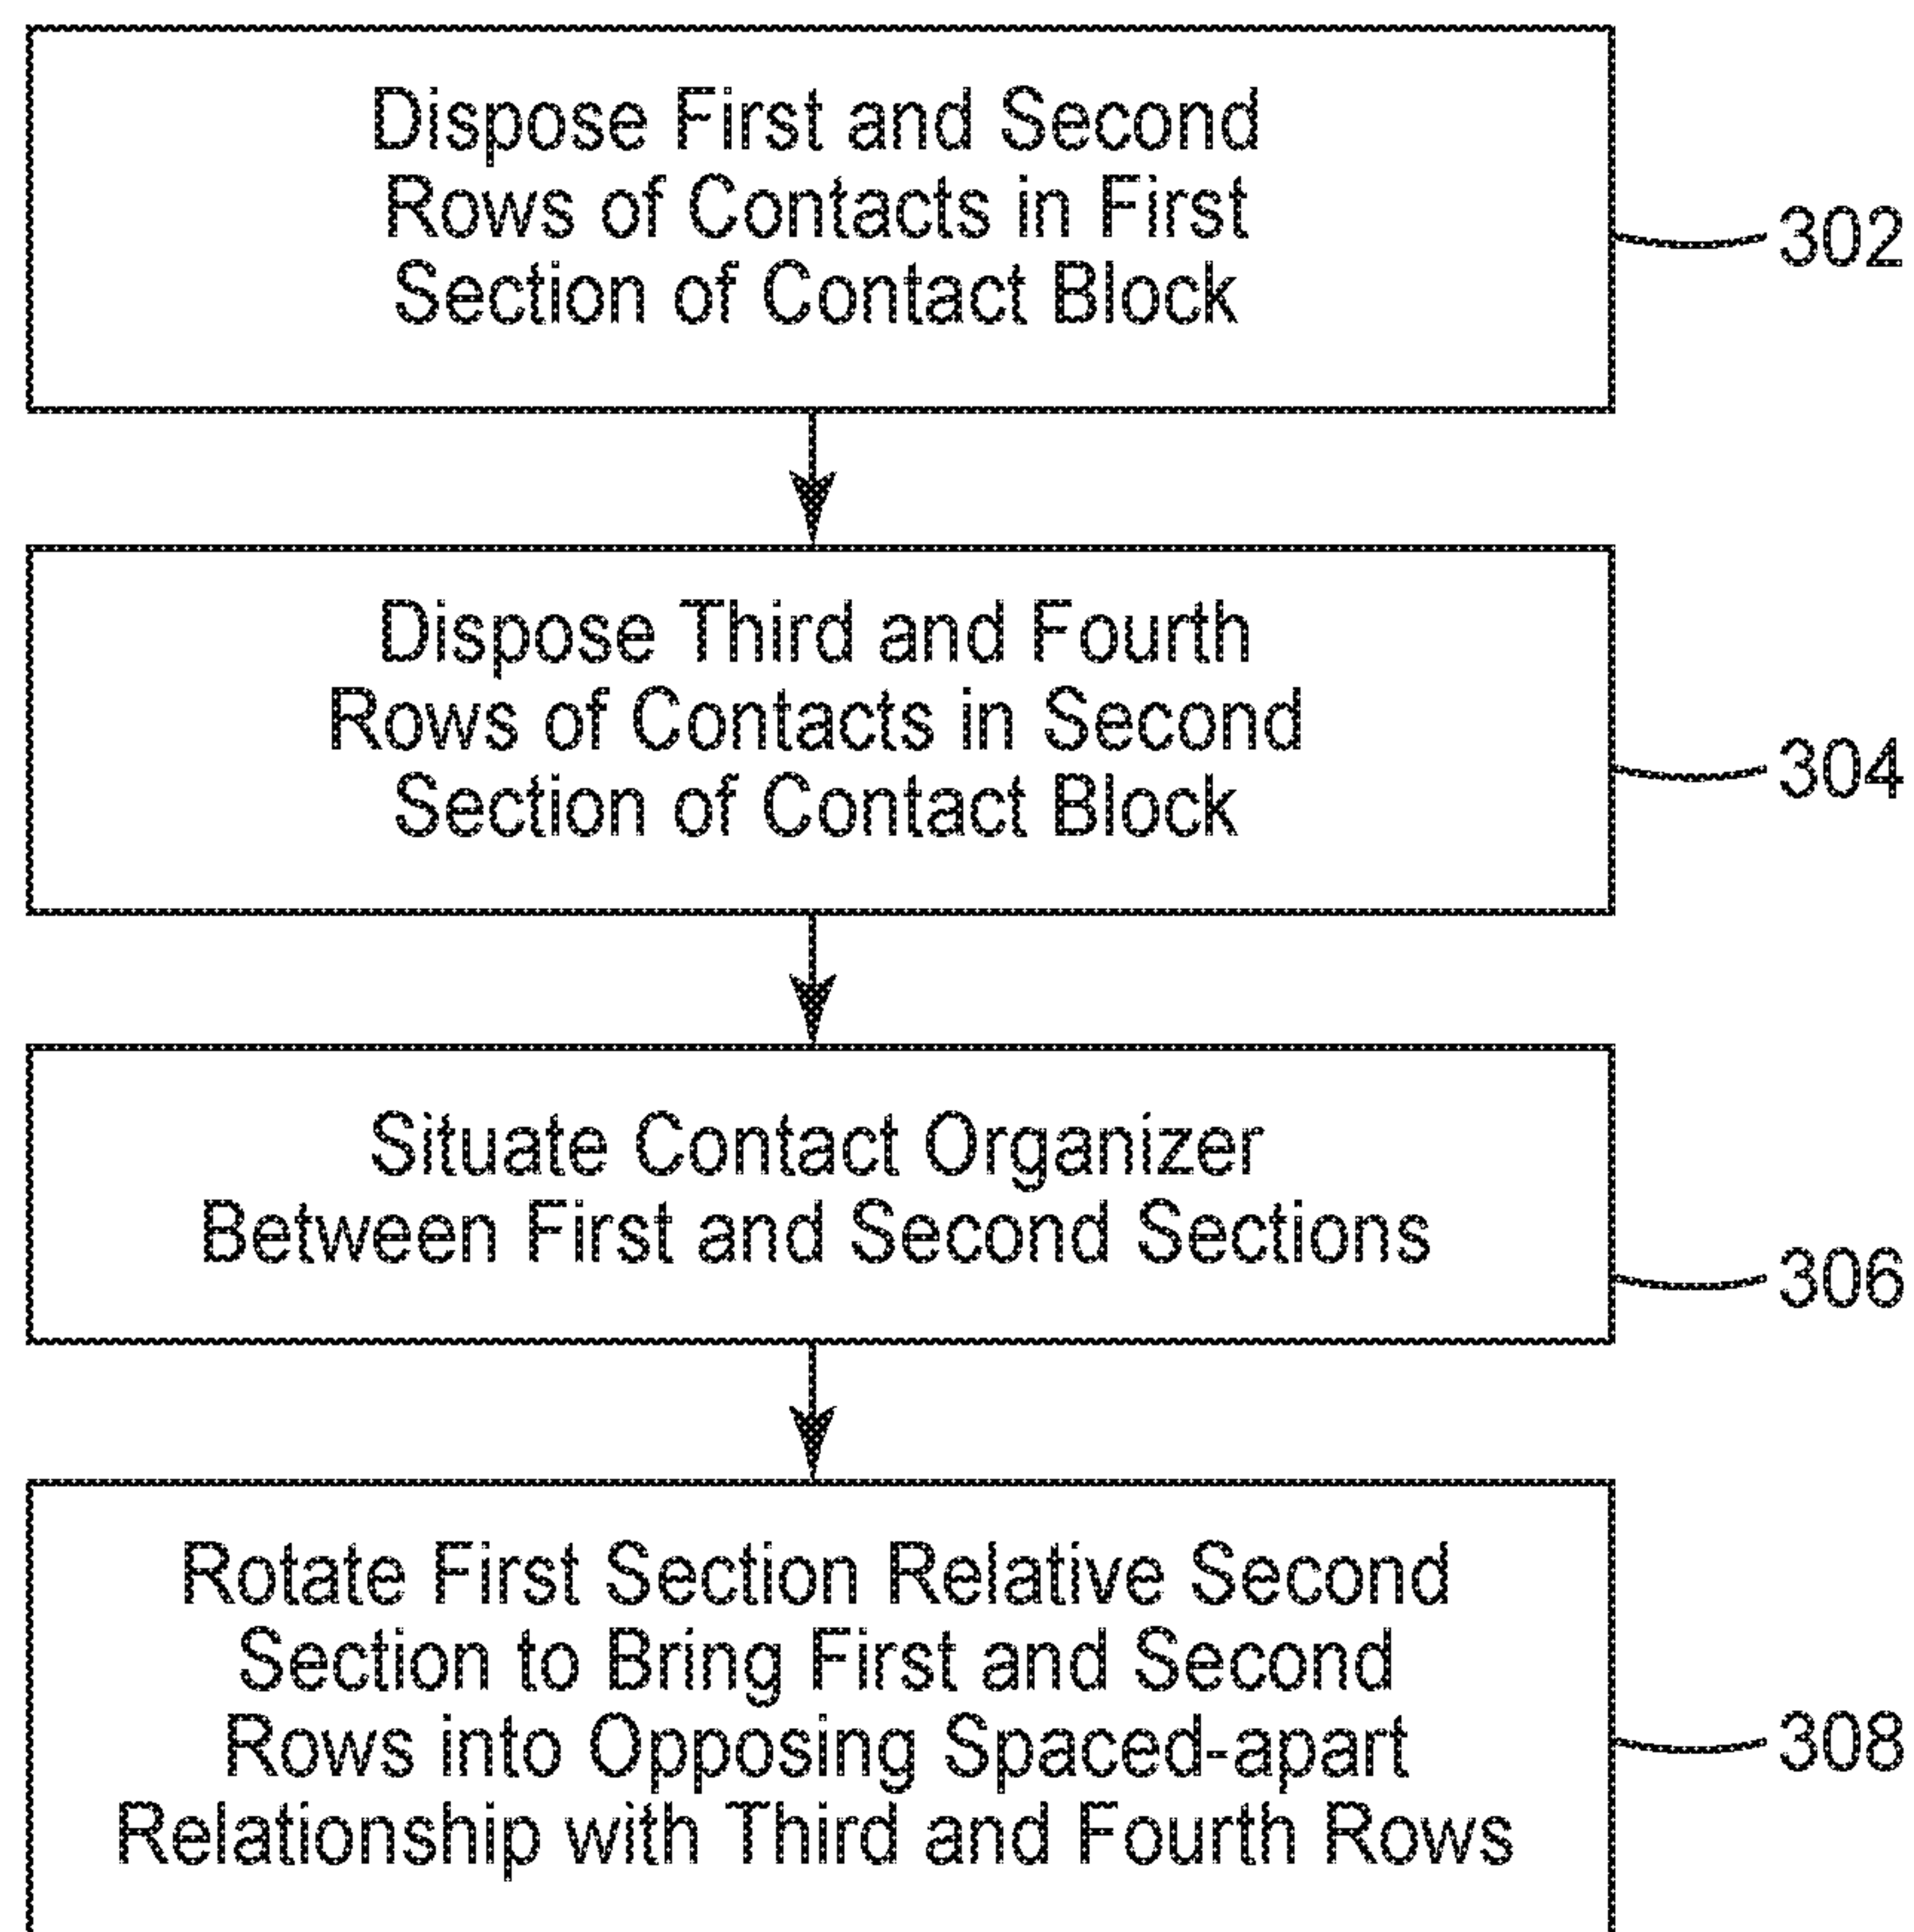 Dispose First and Second
Rows of Contacts in First
Section of Contact Block
302
Dispose Third and Fourth
Rows of Contacts in Second
Section of Contact Block
304
Situate Contact Organizer
Between First and Second Sections
306
Rotate First Section Relative Second
Section to Bring First and Second
Rows into Opposing Spaced-apart
Relationship with Third and Fourth Rows
308